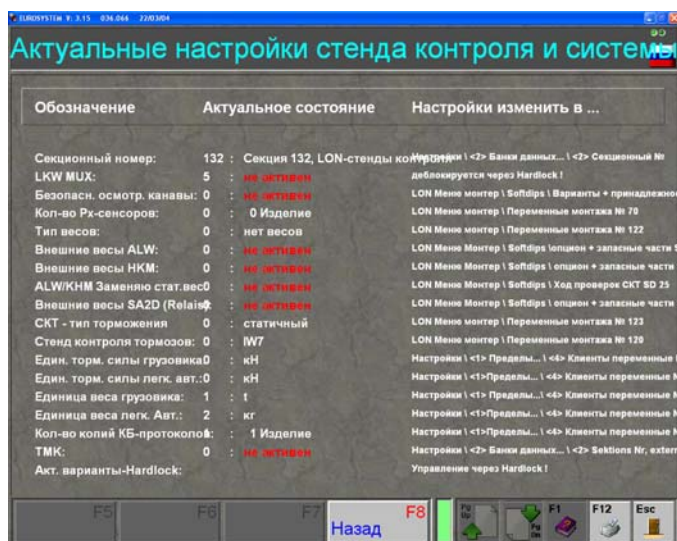 EUROSYSTEM V: 3.15 036.066 22/03/04
Актуальные настройки стенда контроля и системы
Обозначение Актуальное состояние Настройки изменить в ...
Секционный номер: 132 : Секция 132, LON-стенды контроля Настройки \ <2> Банки данных... \ <2> Секционный №
LKW MUX: 5 : не активен деблокируется через Hardlock !
Безопасн. осмотр. канавы: 0 : не активен LON Меню монтер \ Softdips \ Варианты + принадлежнос
Кол-во Px-сенсоров: 0 : 0 Изделие LON Меню монтер \ Переменные монтажа № 70
Тип весов: 0 : нет весов LON Меню монтер \ Переменные монтажа № 122
Внешние весы ALW: 0 : не активен LON Меню Монтер \ Softdips \опцион + запасные части S
Внешние весы HKM: 0 : не активен LON Меню монтер \ Softdips \ опцион + запасные части
ALW/KHM Заменяю стат.вес 0 : не активен LON Меню монтер \ Softdips \ Ход проверок СКТ SD 25
Внешние весы SA2D (Relais): : не активен LON Меню монтер \ Softdips \ опцион + запасные части
СКТ - тип торможения 0 : статичный LON Меню монтер \ Переменные монтажа № 123
Стенд контроля тормозов: 0 : IW7 LON Меню монтер \ Переменные монтажа № 120
Един. торм. силы грузовика 0 : кН Настройки \ <1> Пределы... \ <4> Клиенты переменные
Един. торм. силы легк. авт.: 0 : кН Настройки \ <1>Пределы... \ <4> Клиенты переменные №
Единица веса грузовика: 1 : t Настройки \ <1>Пределы...\ <4> Клиенты переменные №
Единица веса легк. Авт.: 2 : кг Настройки \ <1>Пределы... \ <4> Клиенты переменные №
Кол-во копий КБ-протоколов: : 1 Изделие Настройки \ <1>Пределы... \ <4> Клиенты переменные №
ТМК: 0 : не активен Настройки \ <2> Банки данных... \ <2> Sektions Nr, extern
Акт. варианты-Hardlock: Управление через Hardlock !
F5 F6 F7 F8 Назад Pg Up Pg Dn F1 F12 Esc